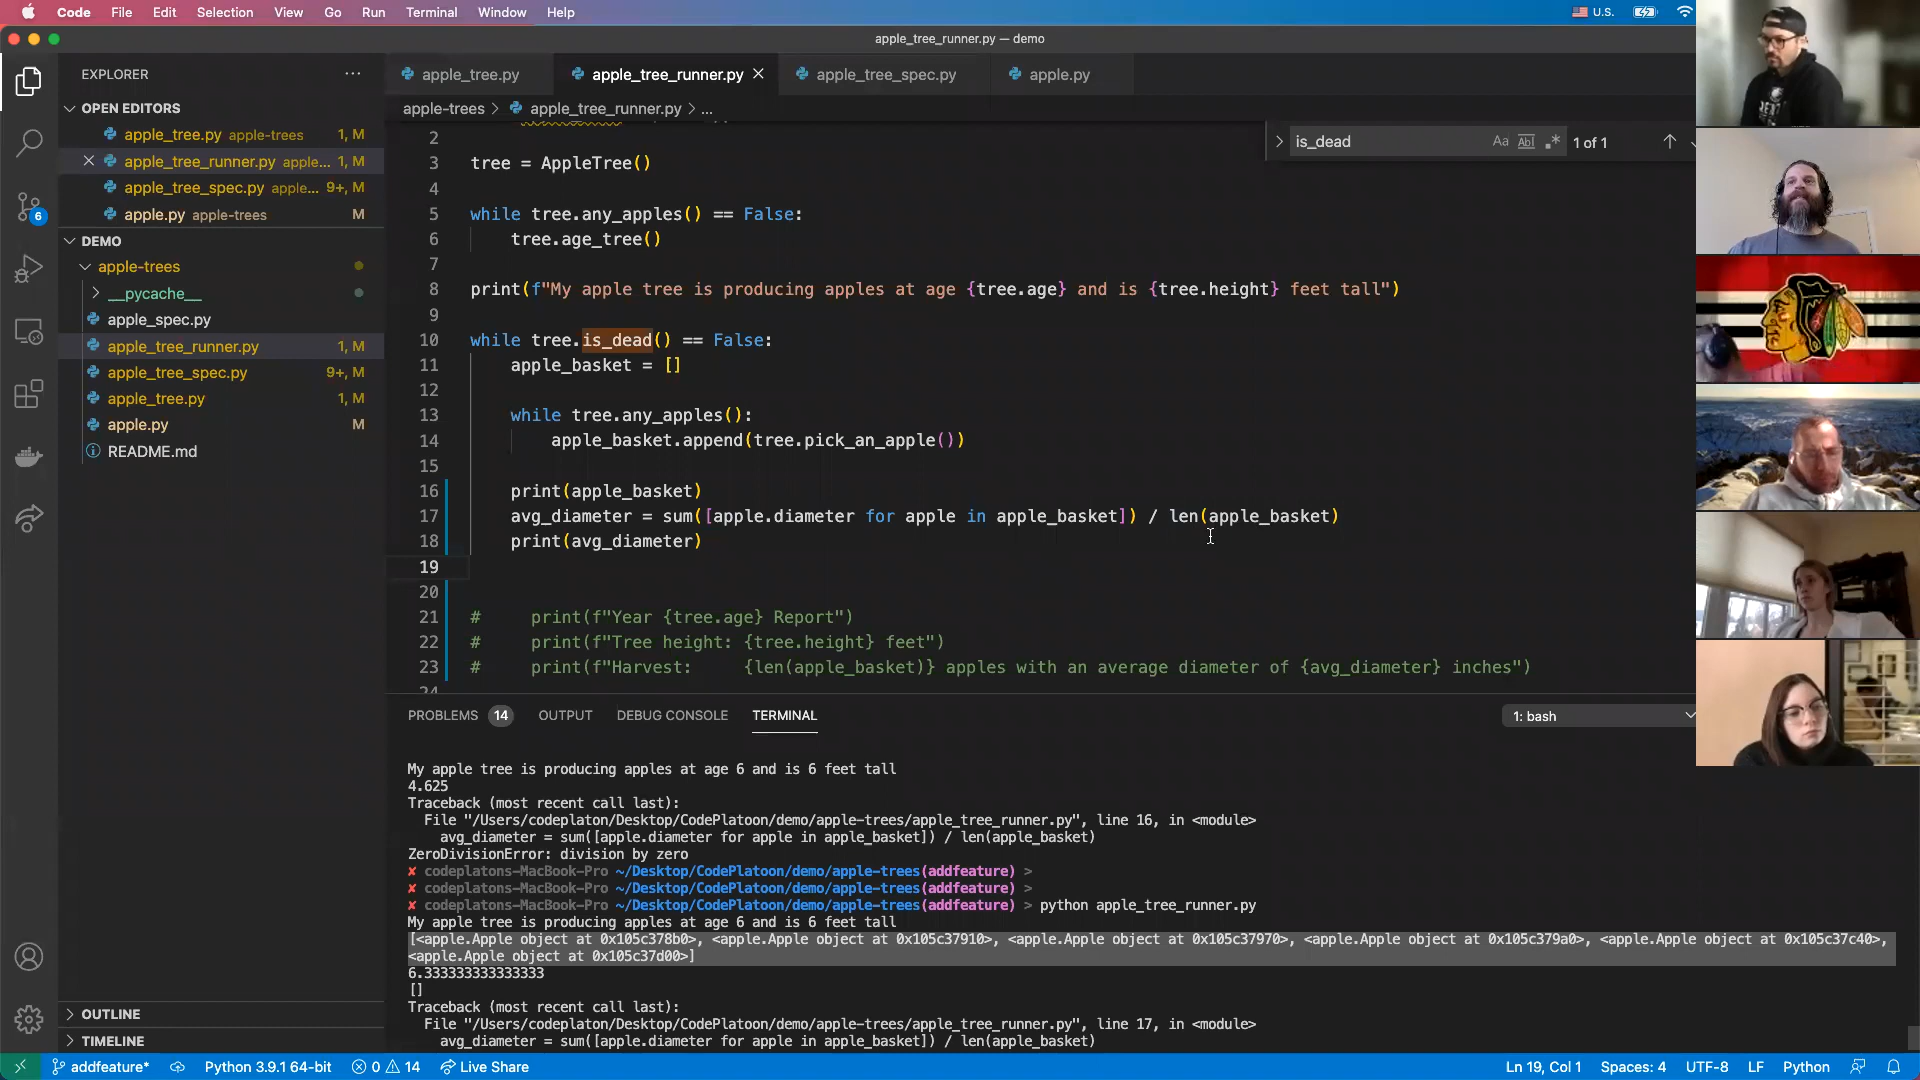 Code File Edit Selection View Go Run Terminal Window Help U.S.
apple_tree_runner.py — demo
EXPLORER
apple_tree.py
apple_tree_runner.py
apple_tree_spec.py
apple.py
OPEN EDITORS
apple-trees > apple_tree_runner.py > ...
apple_tree.py apple-trees 1, M
apple_tree_runner.py apple... 1, M
apple_tree_spec.py apple... 9+, M
apple.py apple-trees M
6
DEMO
apple-trees
__pycache__
apple_spec.py
apple_tree_runner.py 1, M
apple_tree_spec.py 9+, M
apple_tree.py 1, M
apple.py M
README.md
OUTLINE
TIMELINE
is_dead Aa Abl .* 1 of 1
2
3 tree = AppleTree()
4
5 while tree.any_apples() == False:
6 tree.age_tree()
7
8 print(f"My apple tree is producing apples at age {tree.age} and is {tree.height} feet tall")
9
10 while tree.is_dead() == False:
11 apple_basket = []
12
13 while tree.any_apples():
14 apple_basket.append(tree.pick_an_apple())
15
16 print(apple_basket)
17 avg_diameter = sum([apple.diameter for apple in apple_basket]) / len(apple_basket)
18 print(avg_diameter)
19
20
21 # print(f"Year {tree.age} Report")
22 # print(f"Tree height: {tree.height} feet")
23 # print(f"Harvest: {len(apple_basket)} apples with an average diameter of {avg_diameter} inches")
24
PROBLEMS 14 OUTPUT DEBUG CONSOLE TERMINAL 1: bash
My apple tree is producing apples at age 6 and is 6 feet tall
4.625
Traceback (most recent call last):
File "/Users/codeplaton/Desktop/CodePlatoon/demo/apple-trees/apple_tree_runner.py", line 16, in <module>
avg_diameter = sum([apple.diameter for apple in apple_basket]) / len(apple_basket)
ZeroDivisionError: division by zero
✘ codeplatons-MacBook-Pro ~/Desktop/CodePlatoon/demo/apple-trees(addfeature) >
✘ codeplatons-MacBook-Pro ~/Desktop/CodePlatoon/demo/apple-trees(addfeature) >
✘ codeplatons-MacBook-Pro ~/Desktop/CodePlatoon/demo/apple-trees(addfeature) > python apple_tree_runner.py
My apple tree is producing apples at age 6 and is 6 feet tall
[<apple.Apple object at 0x105c378b0>, <apple.Apple object at 0x105c37910>, <apple.Apple object at 0x105c37970>, <apple.Apple object at 0x105c379a0>, <apple.Apple object at 0x105c37c40>,
<apple.Apple object at 0x105c37d00>]
6.333333333333333
[]
Traceback (most recent call last):
File "/Users/codeplaton/Desktop/CodePlatoon/demo/apple-trees/apple_tree_runner.py", line 17, in <module>
avg_diameter = sum([apple.diameter for apple in apple_basket]) / len(apple_basket)
addfeature* Python 3.9.1 64-bit 0 14 Live Share Ln 19, Col 1 Spaces: 4 UTF-8 LF Python